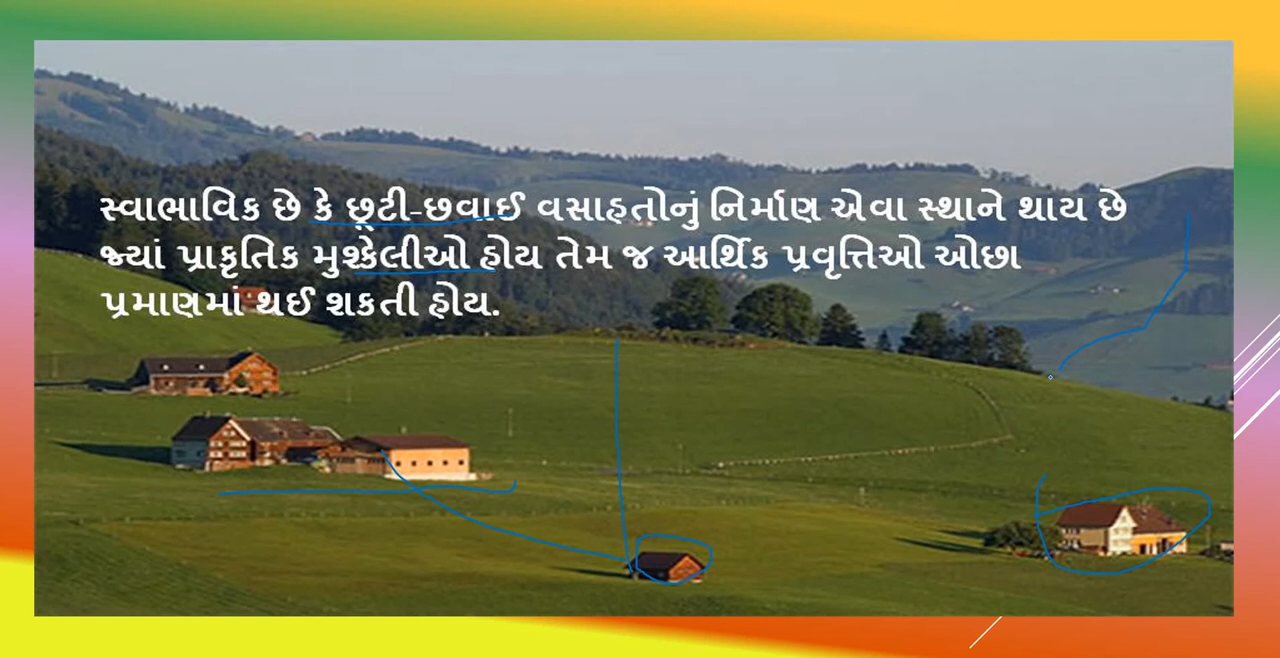 સ્વાભાવિક છે કે છૂટી-છવાઈ વસાહતોનું નિર્માણ એવા સ્થાને થાય છે
જ્યાં પ્રાકૃતિક મુશ્કેલીઓ હોય તેમ જ આર્થિક પ્રવૃત્તિઓ ઓછા
પ્રમાણમાં થઈ શકતી હોય.